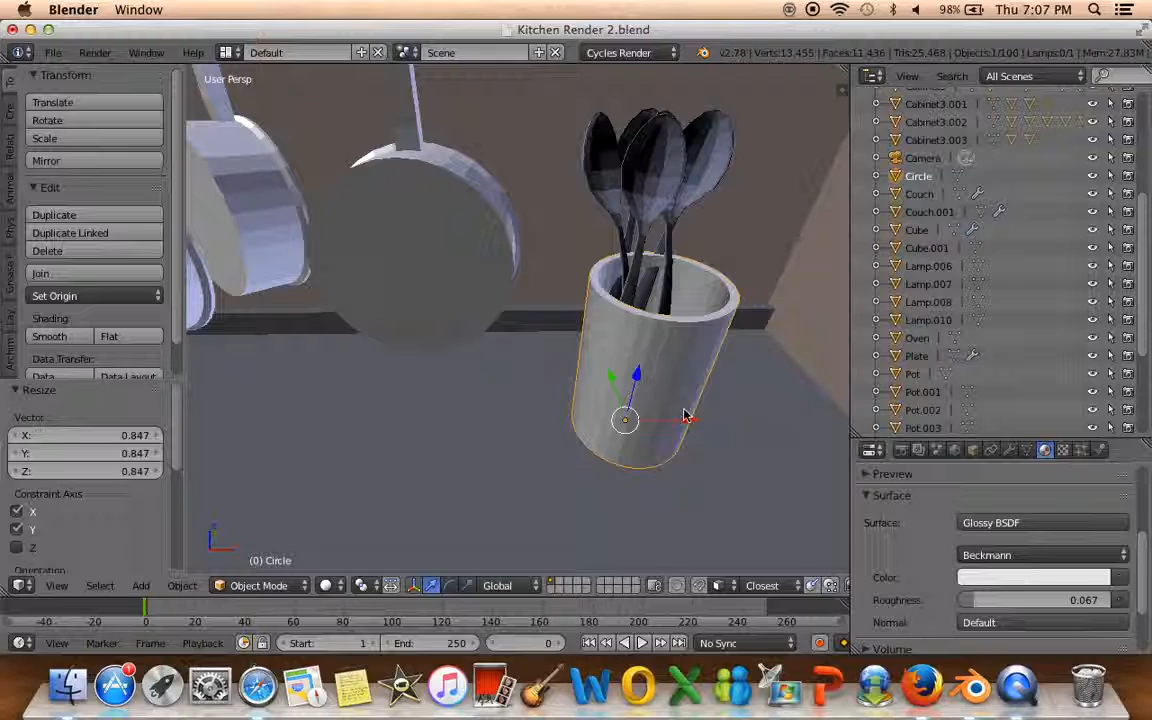 Blender Window 98% Thu 7:07 PM
Kitchen Render 2.blend
File Render Window Help Default Scene Cycles Render v2.78 | Verts:13,455 | Faces:11,436 | Tris:25,468 | Objects:1/100 | Lamps:0/1 | Mem:27.83M
Transform
Translate
Rotate
Scale
Mirror
Edit
Duplicate
Duplicate Linked
Delete
Join
Set Origin
Shading:
Smooth Flat
Data Transfer:
Data Data Layout
Resize
Vector
X: 0.847
Y: 0.847
Z: 0.847
Constraint Axis
X
Y
Z
Orientation
User Persp
(0) Circle
View Search All Scenes
Cabinet3.001
Cabinet3.002
Cabinet3.003
Camera
Circle
Couch
Couch.001
Cube
Cube.001
Lamp.006
Lamp.007
Lamp.008
Lamp.010
Oven
Plate
Pot
Pot.001
Pot.002
Pot.003
Preview
Surface
Surface: Glossy BSDF
Beckmann
Color:
Roughness: 0.067
Normal: Default
Volume
View Select Add Object Object Mode Global Closest
-40 -20 0 20 40 60 80 100 120 140 160 180 200 220 240 260 280
View Marker Frame Playback Start: 1 End: 250 0 No Sync